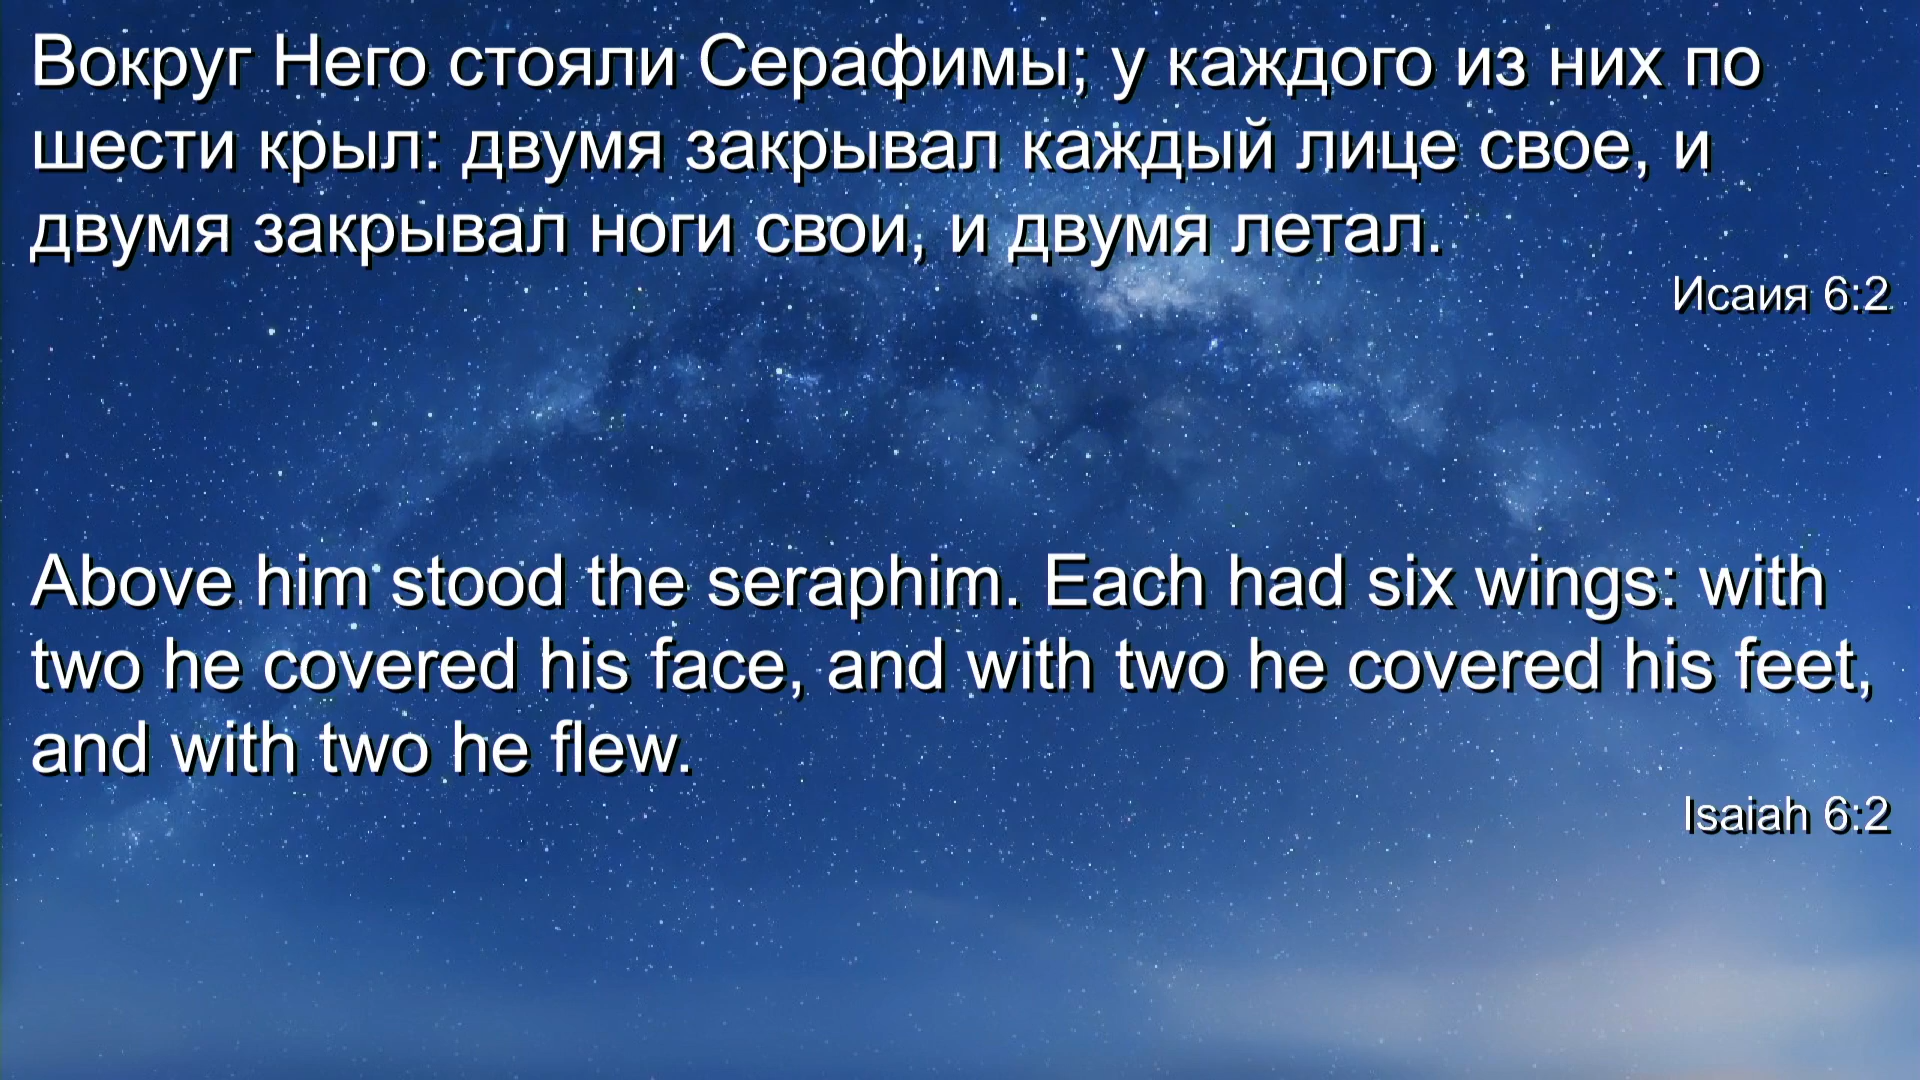 Вокруг Него стояли Серафимы; у каждого из них по
шести крыл: двумя закрывал каждый лице свое, и
двумя закрывал ноги свои, и двумя летал.
Исаия 6:2
Above him stood the seraphim. Each had six wings: with
two he covered his face, and with two he covered his feet,
and with two he flew.
Isaiah 6:2